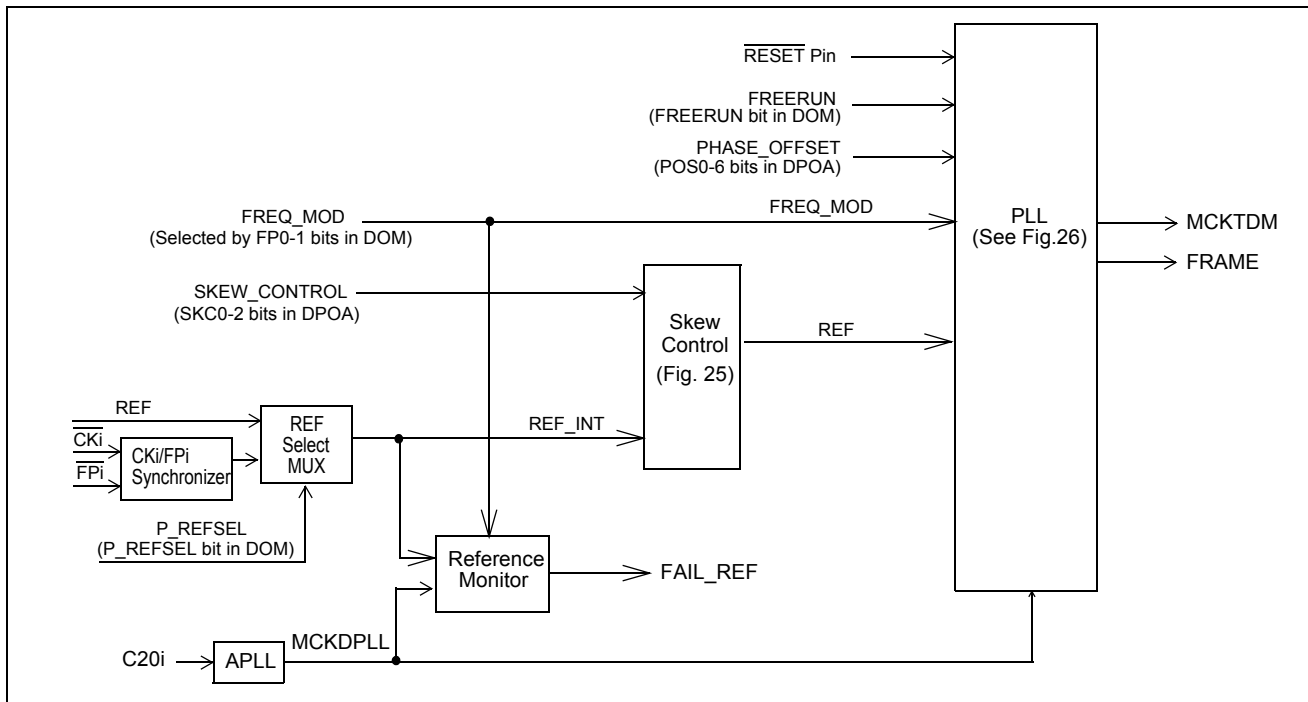 RESET Pin
FREERUN
(FREERUN bit in DOM)
PHASE_OFFSET
(POS0-6 bits in DPOA)
FREQ_MOD
(Selected by FP0-1 bits in DOM)
FREQ_MOD
PLL
(See Fig.26)
MCKTDM
FRAME
SKEW_CONTROL
(SKC0-2 bits in DPOA)
Skew
Control
(Fig. 25)
REF
REF
CKi
FPi
CKi/FPi
Synchronizer
REF
Select
MUX
REF_INT
P_REFSEL
(P_REFSEL bit in DOM)
Reference
Monitor
FAIL_REF
C20i
APLL
MCKDPLL